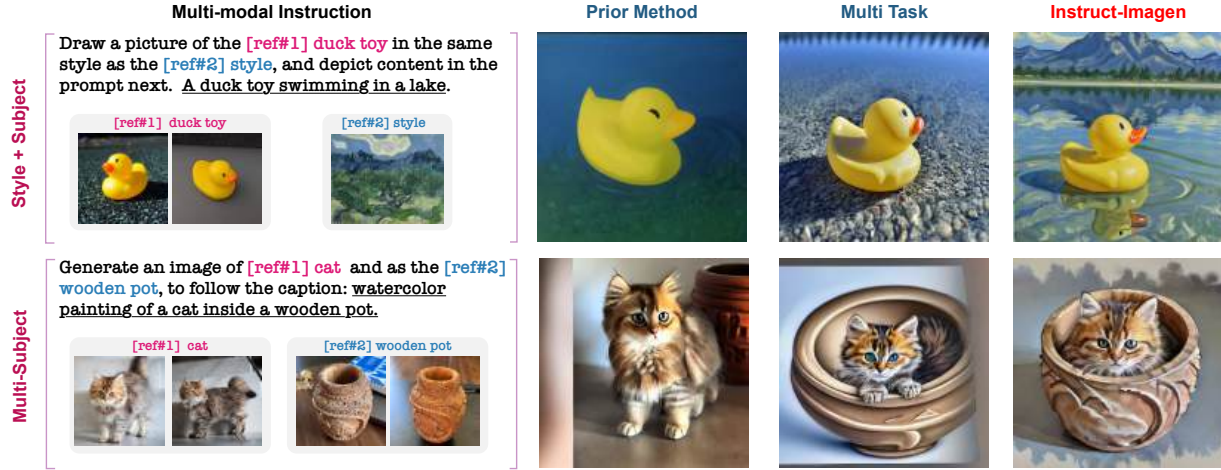 Multi-modal Instruction
Prior Method
Multi Task
Instruct-Imagen
Style + Subject
Draw a picture of the [ref#1] duck toy in the same
style as the [ref#2] style, and depict content in the
prompt next. A duck toy swimming in a lake.
[ref#1] duck toy
[ref#2] style
Multi-Subject
Generate an image of [ref#1] cat and as the [ref#2]
wooden pot, to follow the caption: watercolor
painting of a cat inside a wooden pot.
[ref#1] cat
[ref#2] wooden pot